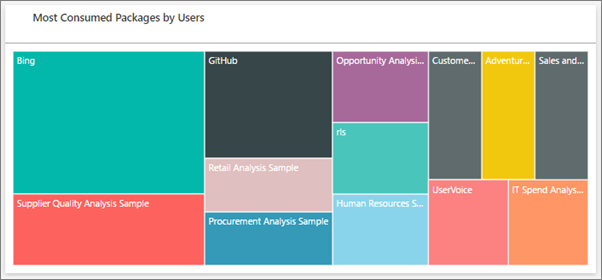 Most Consumed Packages by Users
Bing
GitHub
Opportunity Analysi...
Custome...
Adventur...
Sales and...
rls
Retail Analysis Sample
UserVoice
IT Spend Analys...
Supplier Quality Analysis Sample
Human Resources S...
Procurement Analysis Sample